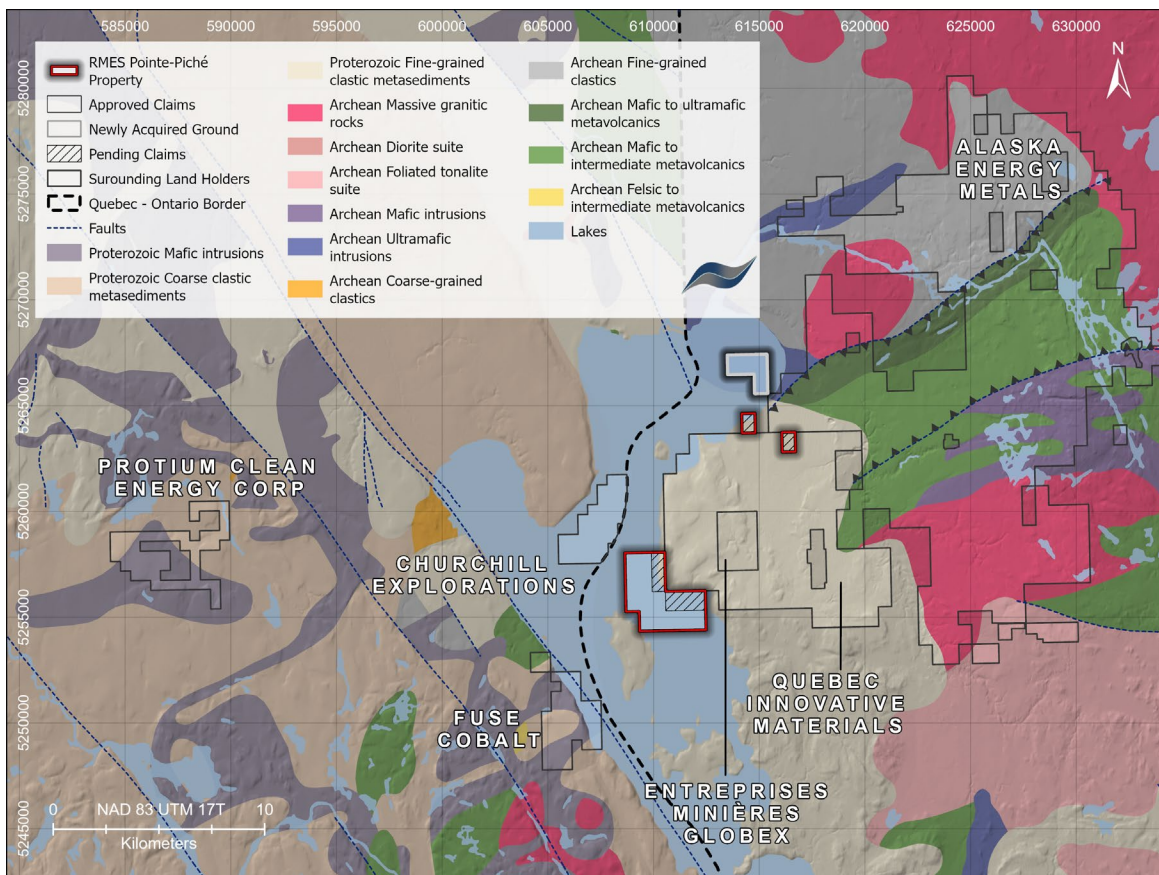 585000
590000
595000
600000
605000
610000
615000
620000
625000
630000
5280000
5275000
5270000
5265000
5260000
5255000
5250000
5245000
RMES Pointe-Piché
Property
Approved Claims
Newly Acquired Ground
Pending Claims
Surounding Land Holders
Quebec - Ontario Border
Faults
Proterozoic Mafic intrusions
Proterozoic Coarse clastic
metasediments
Proterozoic Fine-grained
clastic metasediments
Archean Massive granitic
rocks
Archean Diorite suite
Archean Foliated tonalite
suite
Archean Mafic intrusions
Archean Ultramafic
intrusions
Archean Coarse-grained
clastics
Archean Fine-grained
clastics
Archean Mafic to ultramafic
metavolcanics
Archean Mafic to
intermediate metavolcanics
Archean Felsic to
intermediate metavolcanics
Lakes
N
ALASKA
ENERGY
METALS
PROTIUM CLEAN
ENERGY CORP
CHURCHILL
EXPLORATIONS
FUSE
COBALT
QUEBEC
INNOVATIVE
MATERIALS
ENTREPRISES
MINIÈRES
GLOBEX
0 NAD 83 UTM 17T 10
Kilometers